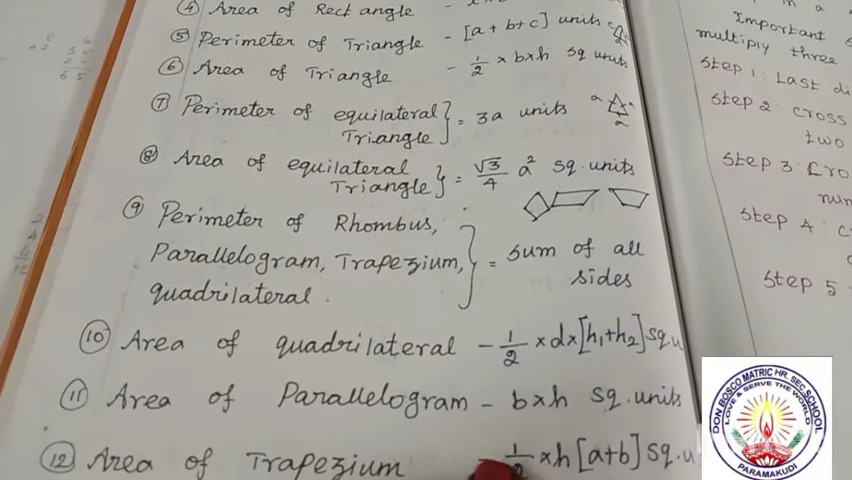 ④ Area of Rectangle -
⑤ Perimeter of Triangle - [a + b + c] units
⑥ Area of Triangle - 1/2 × b×h sq units
⑦ Perimeter of equilateral Triangle } = 3a units
a a a
⑧ Area of equilateral Triangle } = √3/4 a² sq.units
⑨ Perimeter of Rhombus,
Parallelogram, Trapezium, } = sum of all sides
quadrilateral.
⑩ Area of quadrilateral - 1/2 × d × [h₁+h₂] sq.u
⑪ Area of Parallelogram - b×h sq.units
⑫ Area of Trapezium 1/2 ×h [a+b] sq.u
in a
Important
multiply three
Step 1: Last di
Step 2: cross
two
Step 3: Cro
num
Step 4: c
Step 5
DON BOSCO MATRIC HR. SEC. SCHOOL
LOVE & SERVE THE WORLD
PARAMAKUDI